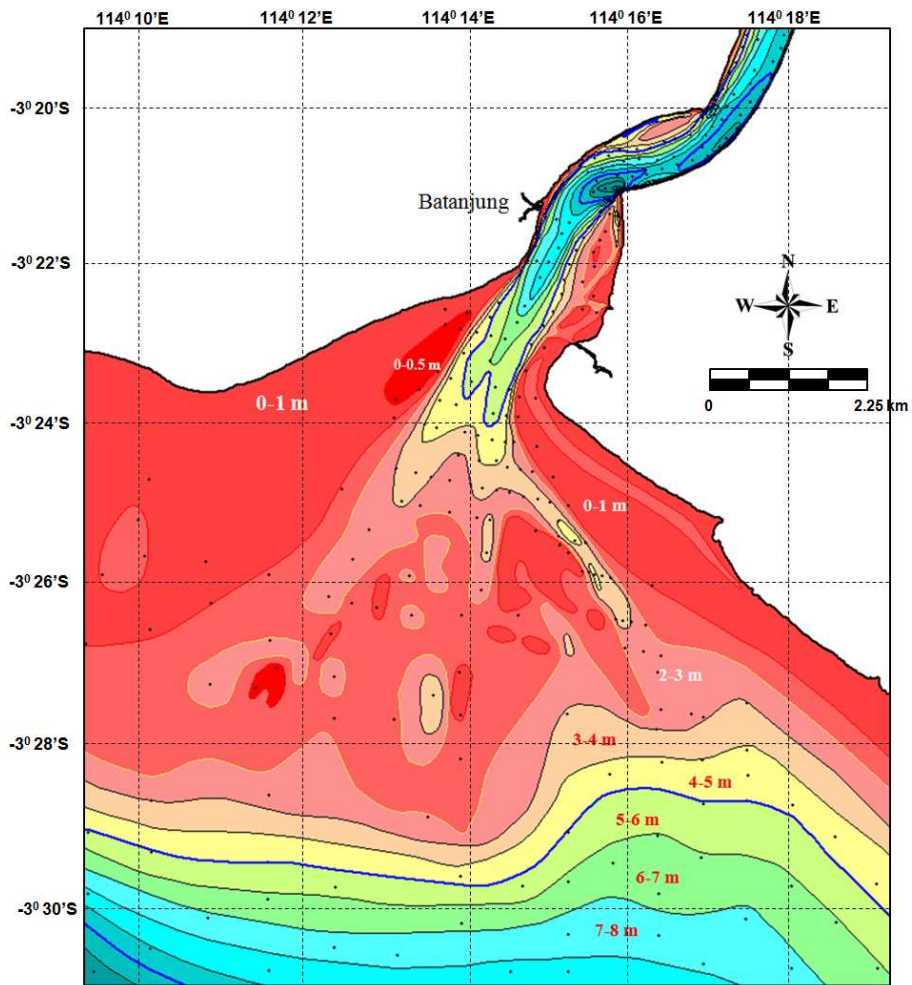 114⁰ 10’E 114⁰ 12’E 114⁰ 14’E 114⁰ 16’E 114⁰ 18’E
-3⁰ 20’S
Batanjung
-3⁰ 22’S
N
W E
S
0-0.5 m
0-1 m
0 2.25 km
-3⁰ 24’S
0-1 m
-3⁰ 26’S
2-3 m
3-4 m
-3⁰ 28’S
4-5 m
5-6 m
6-7 m
-3⁰ 30’S
7-8 m